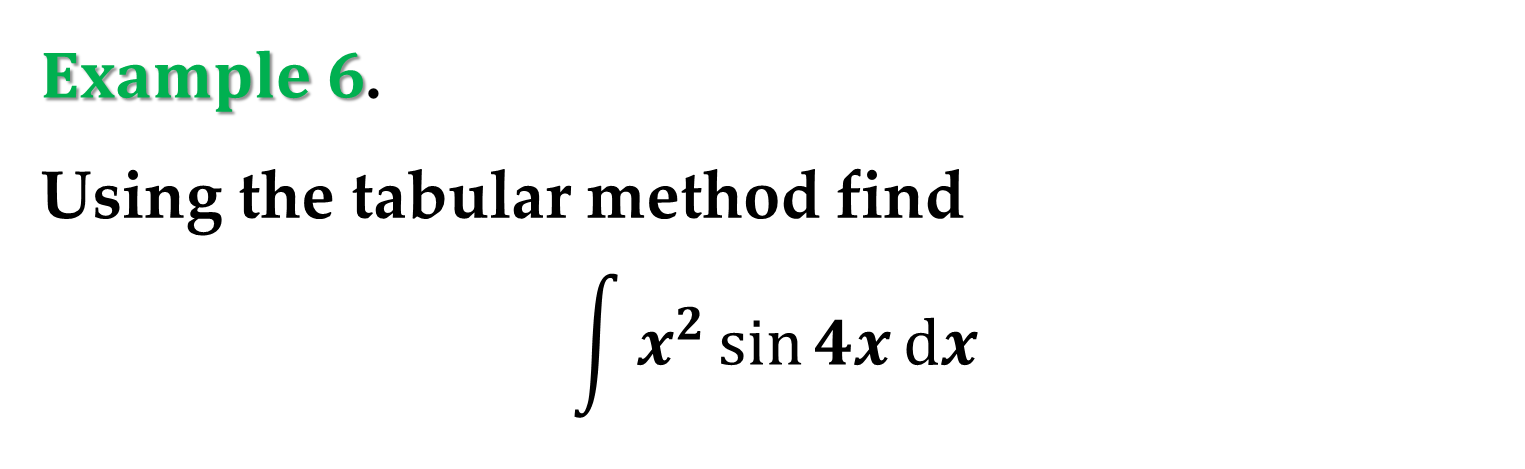 Example 6.
Using the tabular method find
∫ x² sin 4x dx